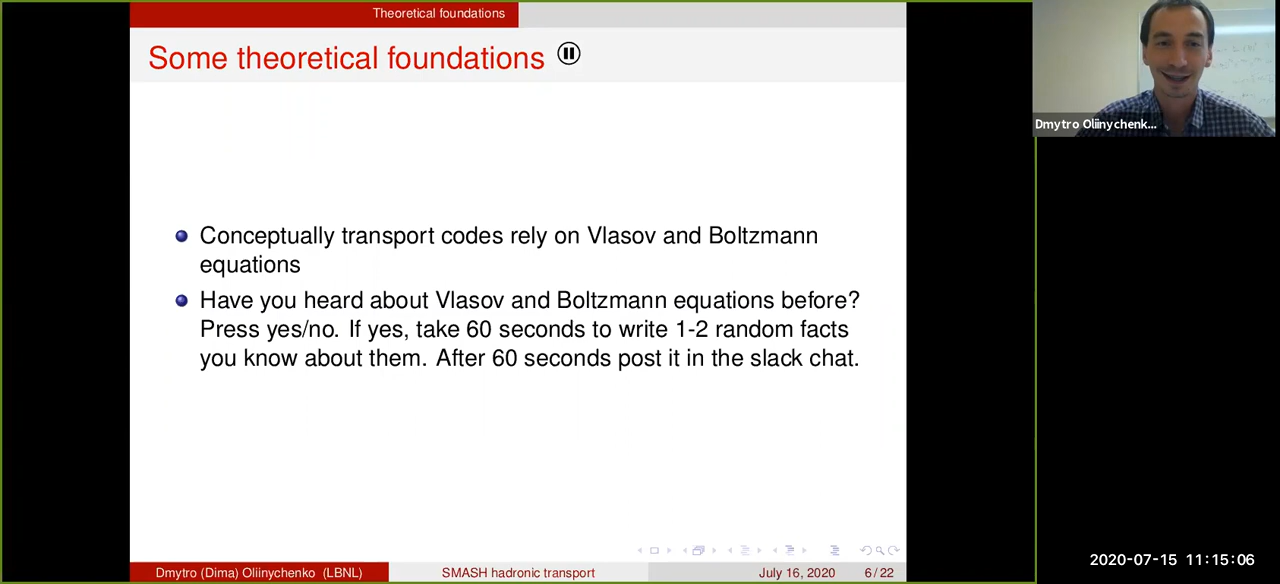 Theoretical foundations
Some theoretical foundations
Dmytro Oliinychenk...
Conceptually transport codes rely on Vlasov and Boltzmann
equations
Have you heard about Vlasov and Boltzmann equations before?
Press yes/no. If yes, take 60 seconds to write 1-2 random facts
you know about them. After 60 seconds post it in the slack chat.
Dmytro (Dima) Oliinychenko (LBNL)
SMASH hadronic transport
July 16, 2020
6 / 22
2020-07-15 11:15:06